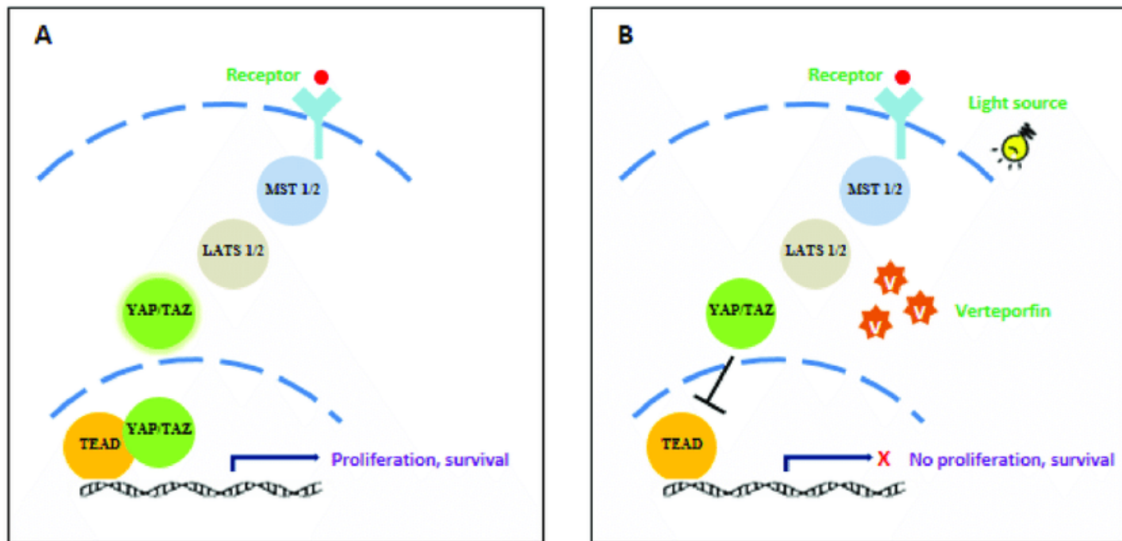 A
Receptor
MST 1/2
LATS 1/2
YAP/TAZ
YAP/TAZ
TEAD
Proliferation, survival
B
Receptor
Light source
MST 1/2
LATS 1/2
YAP/TAZ
V
V
V
Verteporfin
TEAD
X No proliferation, survival